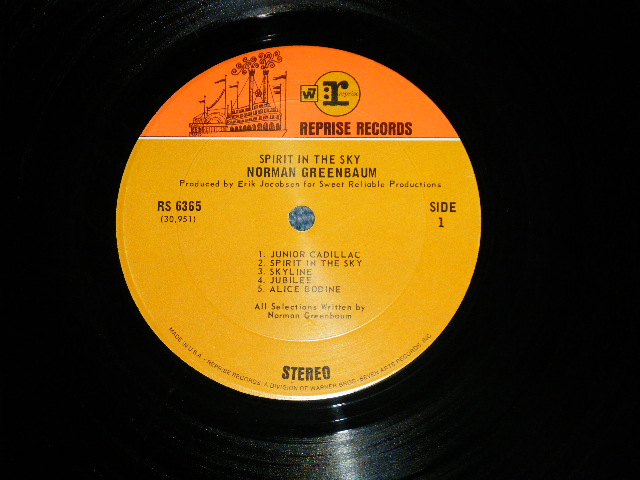 W7 r: reprise
REPRISE RECORDS
SPIRIT IN THE SKY
NORMAN GREENBAUM
Produced by Erik Jacobsen for Sweet Reliable Productions
RS 6365
(30,951)
SIDE
1
1. JUNIOR CADILLAC
2. SPIRIT IN THE SKY
3. SKYLINE
4. JUBILEE
5. ALICE BODINE
All Selections Written by
Norman Greenbaum
STEREO
MADE IN U.S.A. • REPRISE RECORDS, A DIVISION OF WARNER BROS.-SEVEN ARTS RECORDS, INC.